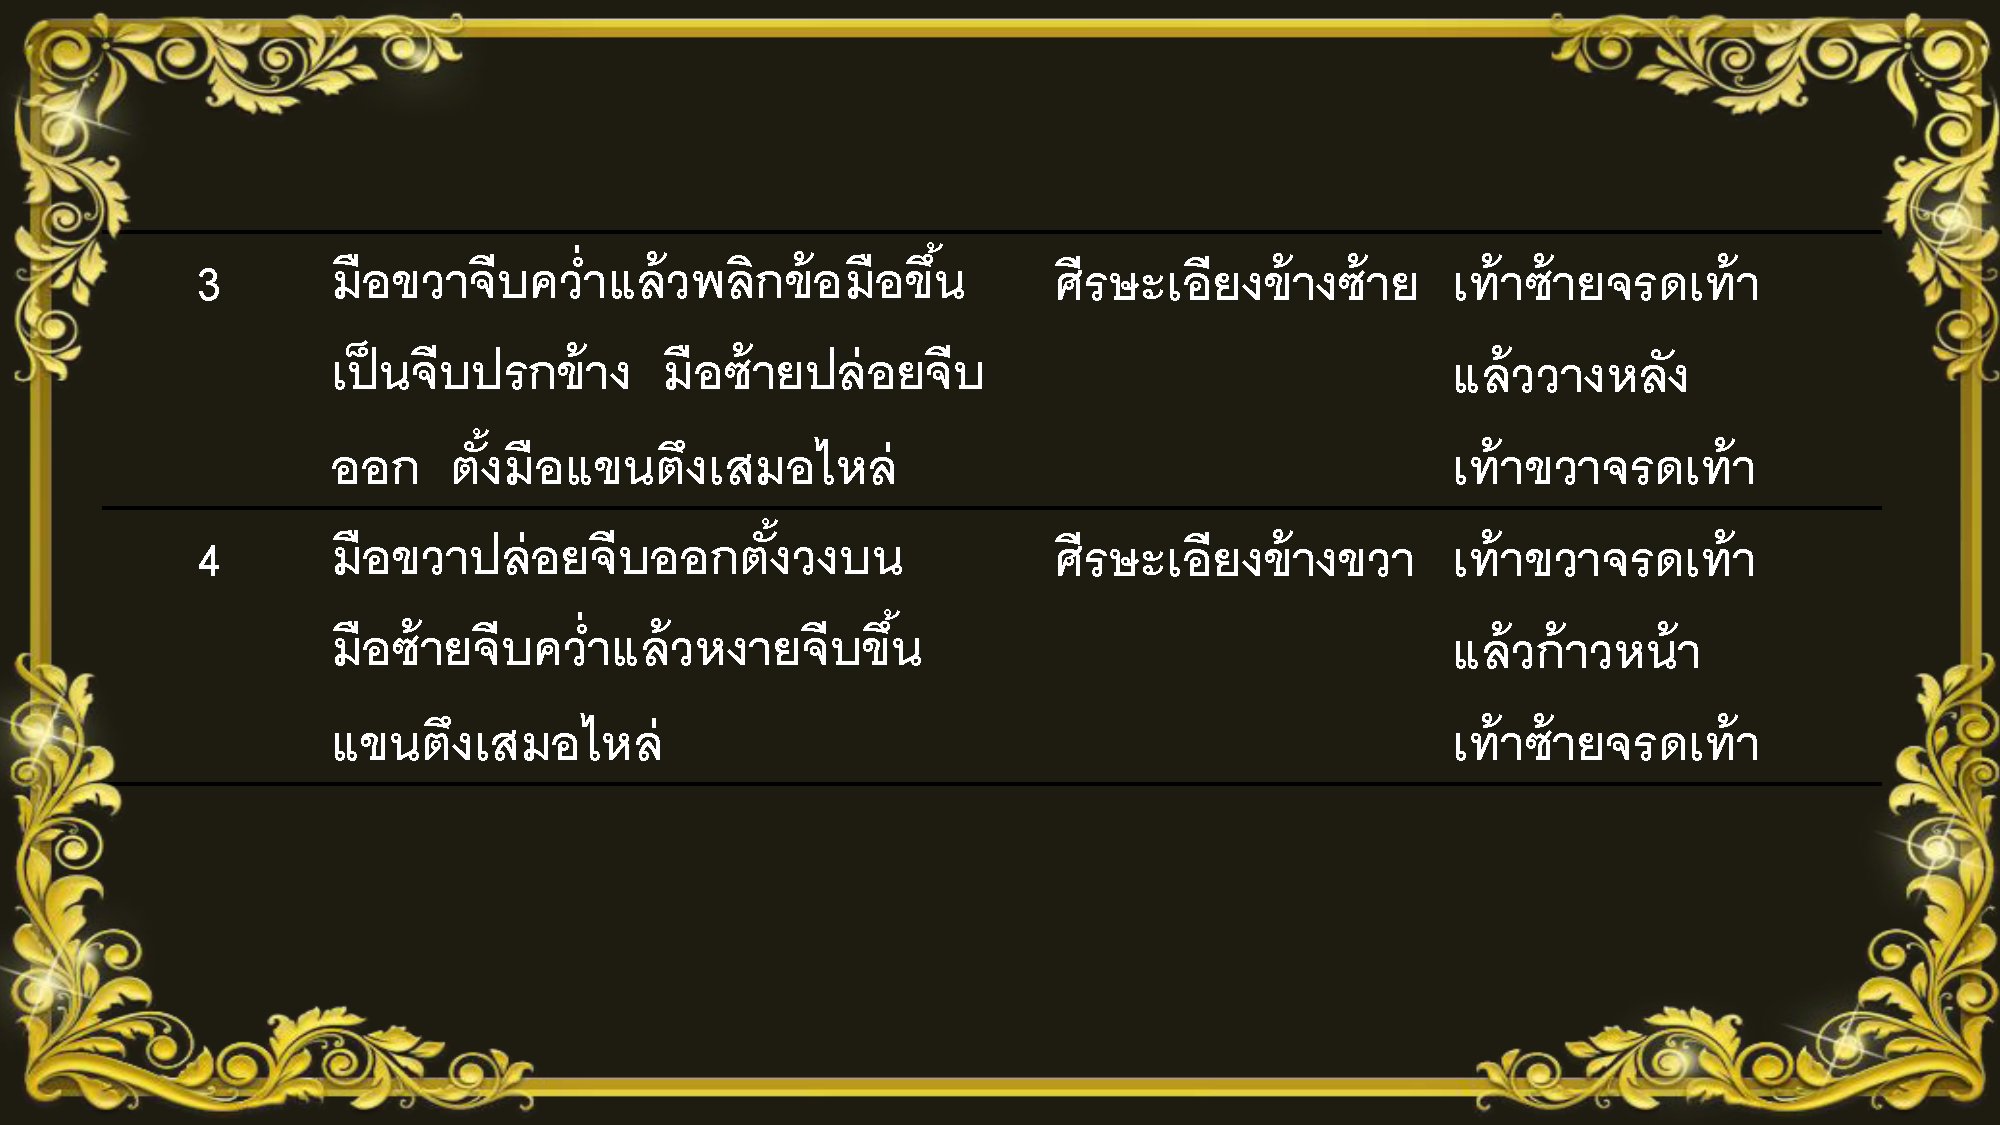 3 มือขวาจีบคว่ำแล้วพลิกข้อมือขึ้น ศีรษะเอียงข้างซ้าย เท้าซ้ายจรดเท้า
เป็นจีบปรกข้าง มือซ้ายปล่อยจีบ แล้ววางหลัง
ออก ตั้งมือแขนตึงเสมอไหล่ เท้าขวาจรดเท้า
4 มือขวาปล่อยจีบออกตั้งวงบน ศีรษะเอียงข้างขวา เท้าขวาจรดเท้า
มือซ้ายจีบคว่ำแล้วหงายจีบขึ้น แล้วก้าวหน้า
แขนตึงเสมอไหล่ เท้าซ้ายจรดเท้า